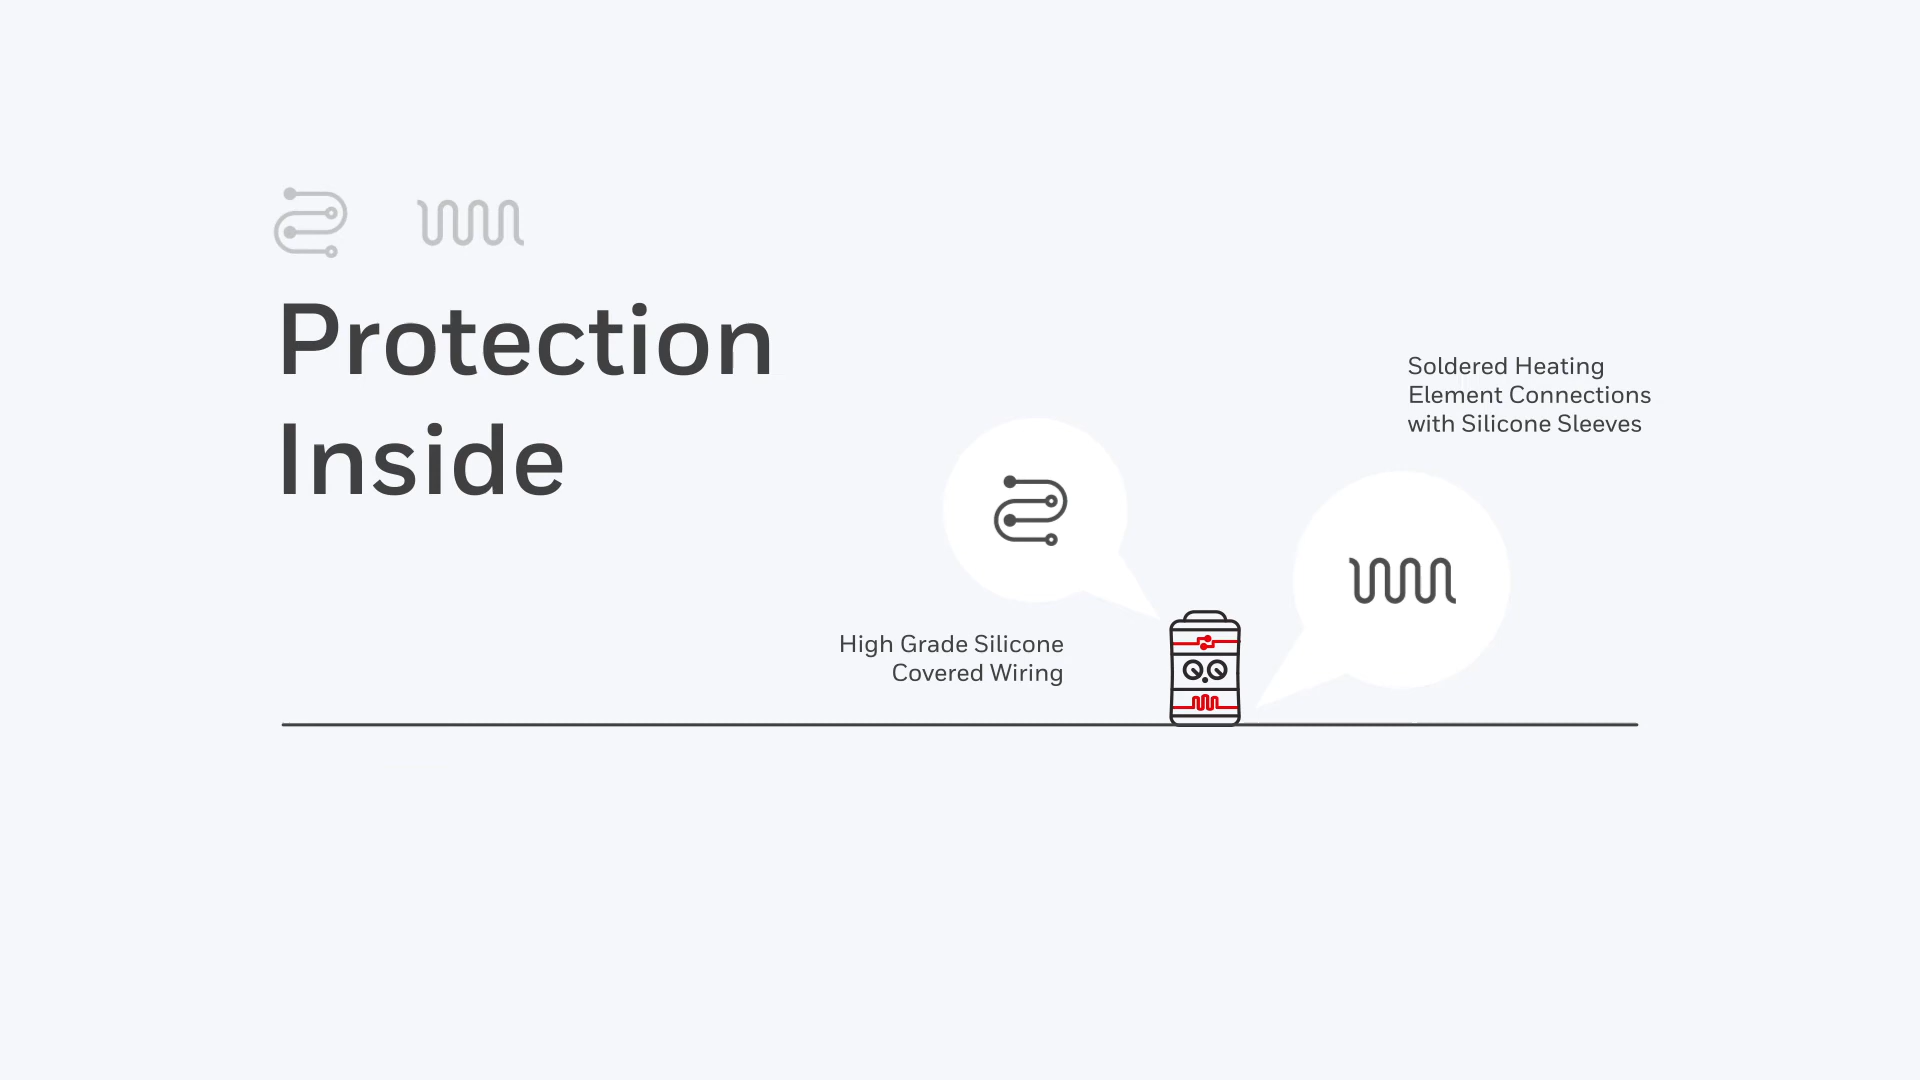 Protection
Inside
Soldered Heating
Element Connections
with Silicone Sleeves
High Grade Silicone
Covered Wiring